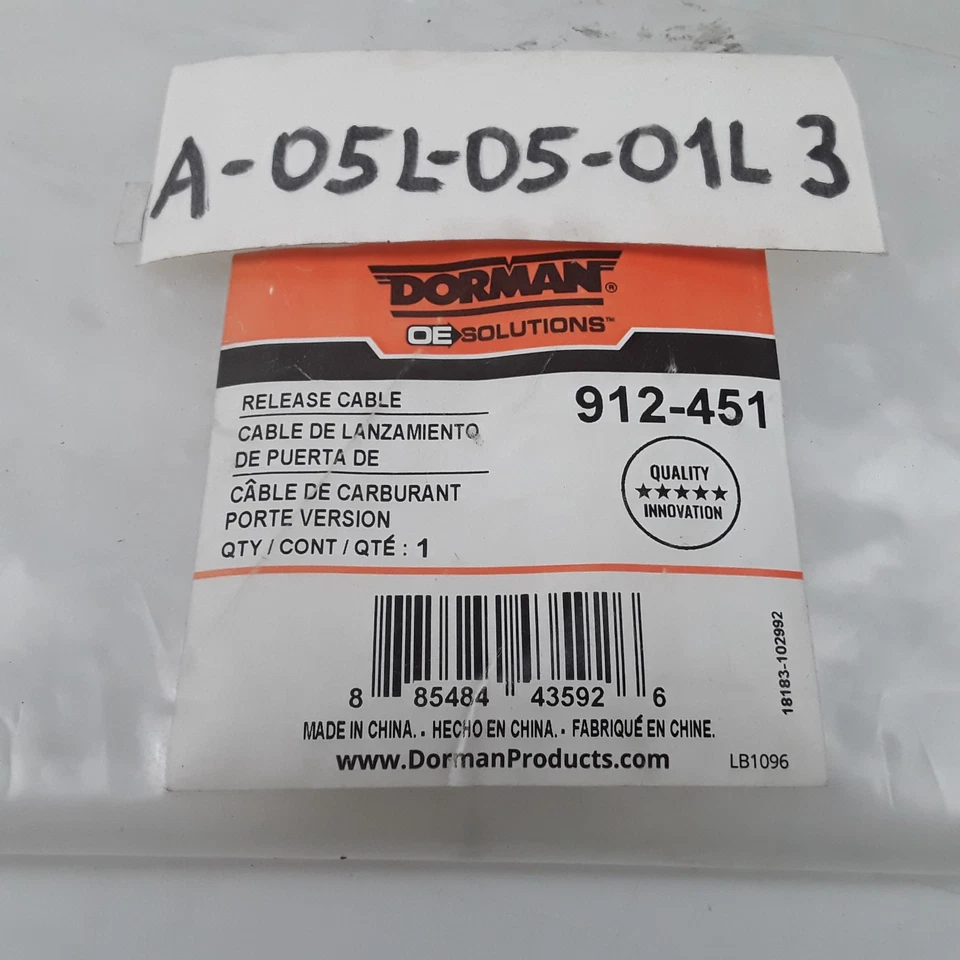 A-05L-05-01L 3
DORMAN®
OE SOLUTIONS™
RELEASE CABLE
912-451
CABLE DE LANZAMIENTO
DE PUERTA DE
CÂBLE DE CARBURANT
PORTE VERSION
QTY / CONT / QTÉ : 1
QUALITY
★★★★★
INNOVATION
8 85484 43592 6
18183-102992
MADE IN CHINA. - HECHO EN CHINA. - FABRIQUÉ EN CHINE.
www.DormanProducts.com
LB1096